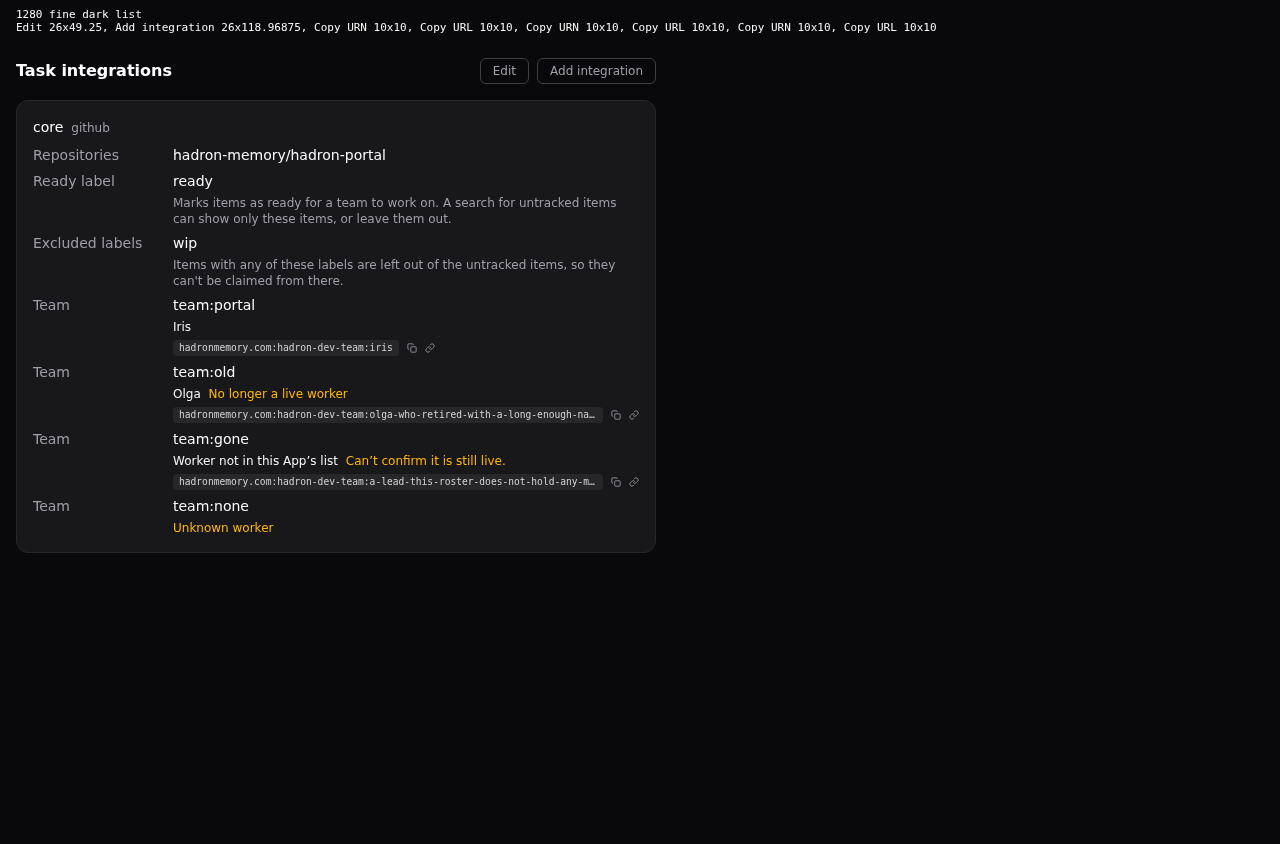 1280 fine dark list
Edit 26x49.25, Add integration 26x118.96875, Copy URN 10x10, Copy URL 10x10, Copy URN 10x10, Copy URL 10x10, Copy URN 10x10, Copy URL 10x10
Task integrations
Edit
Add integration
core github
Repositories hadron-memory/hadron-portal
Ready label ready
Marks items as ready for a team to work on. A search for untracked items
can show only these items, or leave them out.
Excluded labels wip
Items with any of these labels are left out of the untracked items, so they
can't be claimed from there.
Team team:portal
Iris
hadronmemory.com:hadron-dev-team:iris
Team team:old
Olga No longer a live worker
hadronmemory.com:hadron-dev-team:olga-who-retired-with-a-long-enough-na…
Team team:gone
Worker not in this App’s list Can’t confirm it is still live.
hadronmemory.com:hadron-dev-team:a-lead-this-roster-does-not-hold-any-m…
Team team:none
Unknown worker